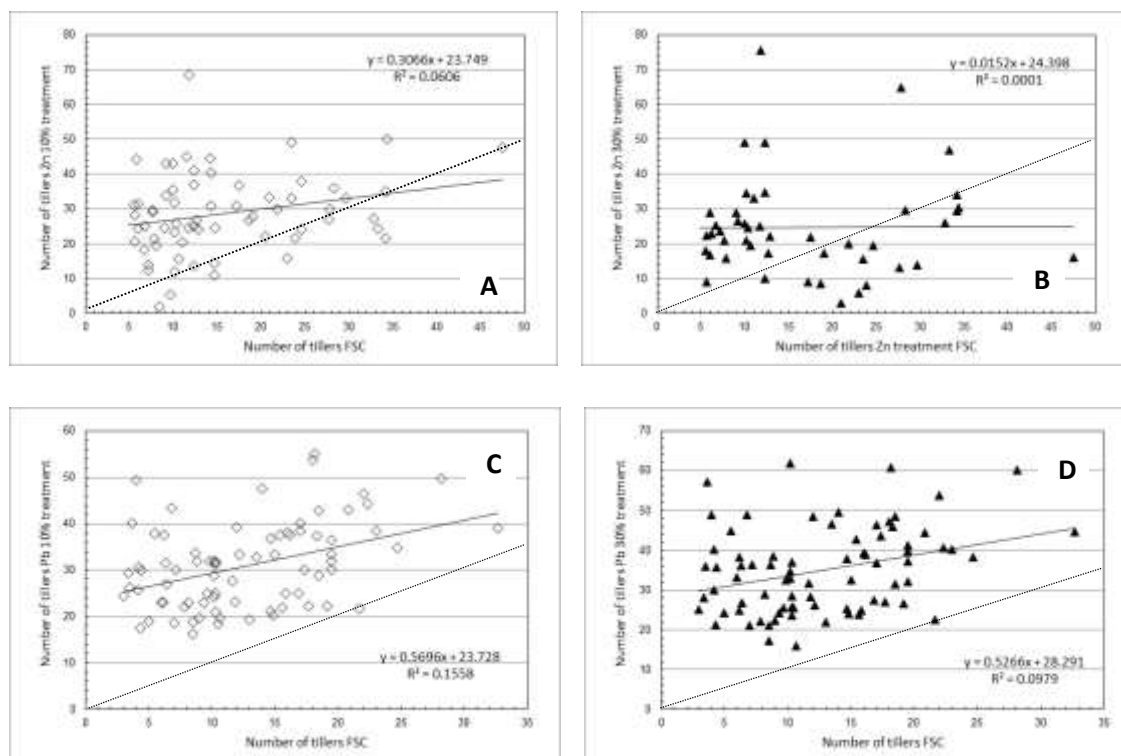 y = 0.3066x + 23.749
R² = 0.0606
Number of tillers Zn 10% treatment
80
70
60
50
40
30
20
10
0
0 5 10 15 20 25 30 35 40 45 50
Number of tillers FSC
A
y = 0.0152x + 24.398
R² = 0.0001
Number of tillers Zn 30% treatment
80
70
60
50
40
30
20
10
0
0 5 10 15 20 25 30 35 40 45 50
Number of tillers Zn treatment FSC
B
C
Number of tillers Pb 10% treatment
60
50
40
30
20
10
0
y = 0.5696x + 23.728
R² = 0.1558
0 5 10 15 20 25 30 35
Number of tillers FSC
D
Number of tillers Pb 30% treatment
70
60
50
40
30
20
10
0
y = 0.5266x + 28.291
R² = 0.0979
0 5 10 15 20 25 30 35
Number of tillers FSC